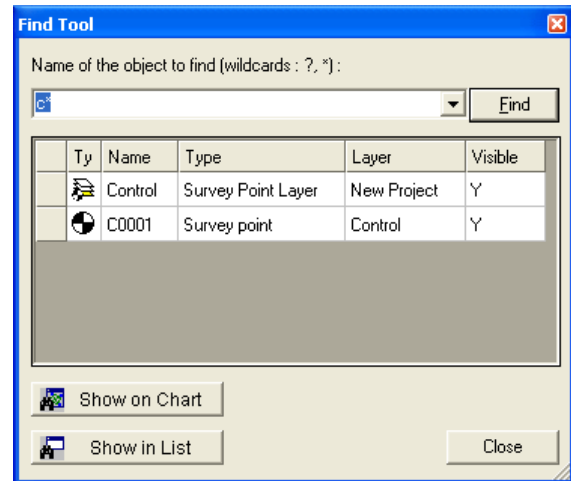 Find Tool
Name of the object to find (wildcards : ?, *) :
c*
Find
Ty Name Type Layer Visible
Control Survey Point Layer New Project Y
C0001 Survey point Control Y
Show on Chart
Show in List
Close